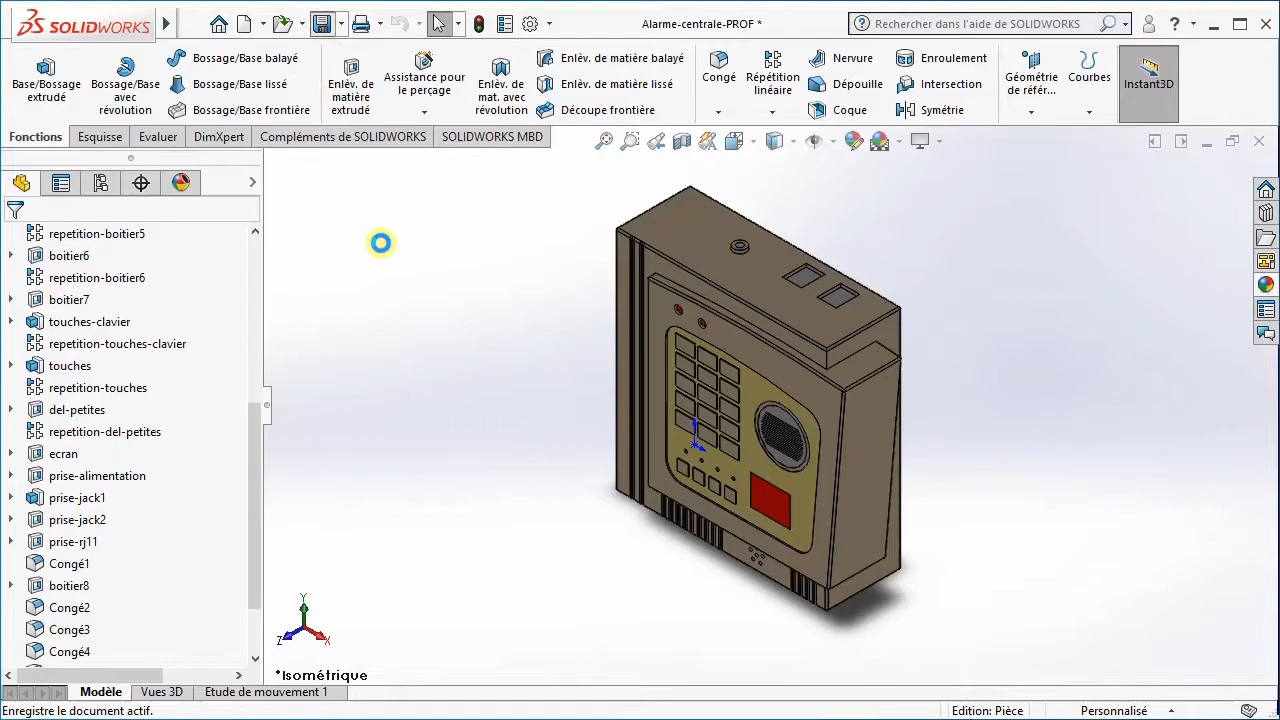 SOLIDWORKS
Alarme-centrale-PROF *
Rechercher dans l'aide de SOLIDWORKS
Base/Bossage extrudé
Bossage/Base avec révolution
Bossage/Base balayé
Bossage/Base lissé
Bossage/Base frontière
Enlèv. de matière extrudé
Assistance pour le perçage
Enlèv. de mat. avec révolution
Enlèv. de matière balayé
Enlèv. de matière lissé
Découpe frontière
Congé
Répétition linéaire
Nervure
Dépouille
Coque
Enroulement
Intersection
Symétrie
Géométrie de référ...
Courbes
Instant3D
Fonctions
Esquisse
Evaluer
DimXpert
Compléments de SOLIDWORKS
SOLIDWORKS MBD
repetition-boitier5
boitier6
repetition-boitier6
boitier7
touches-clavier
repetition-touches-clavier
touches
repetition-touches
del-petites
repetition-del-petites
ecran
prise-alimentation
prise-jack1
prise-jack2
prise-rj11
Congé1
boitier8
Congé2
Congé3
Congé4
Y
Z
X
*Isométrique
Modèle
Vues 3D
Etude de mouvement 1
Enregistre le document actif.
Edition: Pièce
Personnalisé